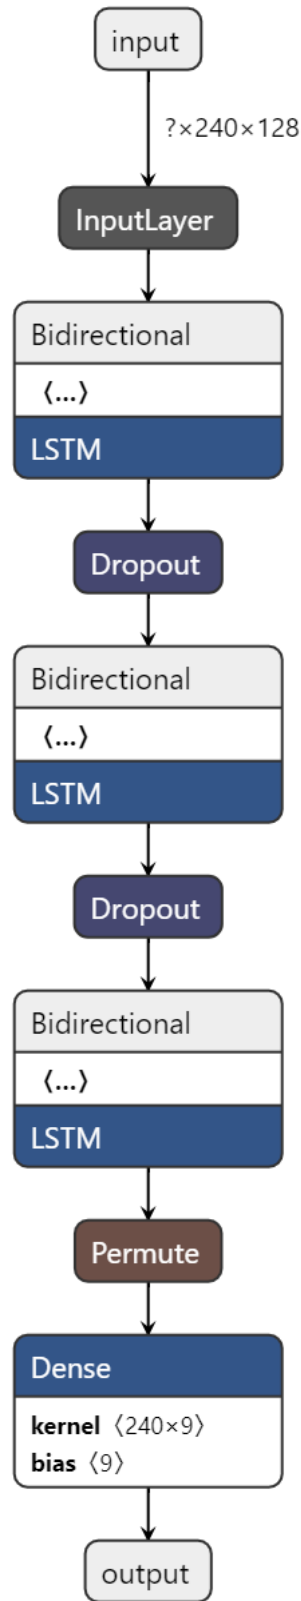 input
?×240×128
InputLayer
Bidirectional
⟨...⟩
LSTM
Dropout
Bidirectional
⟨...⟩
LSTM
Dropout
Bidirectional
⟨...⟩
LSTM
Permute
Dense
kernel ⟨240×9⟩
bias ⟨9⟩
output